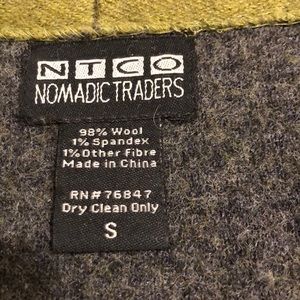 NTCO
NOMADIC TRADERS
98% Wool
1% Spandex
1% Other Fibre
Made in China
RN#76847
Dry Clean Only
S